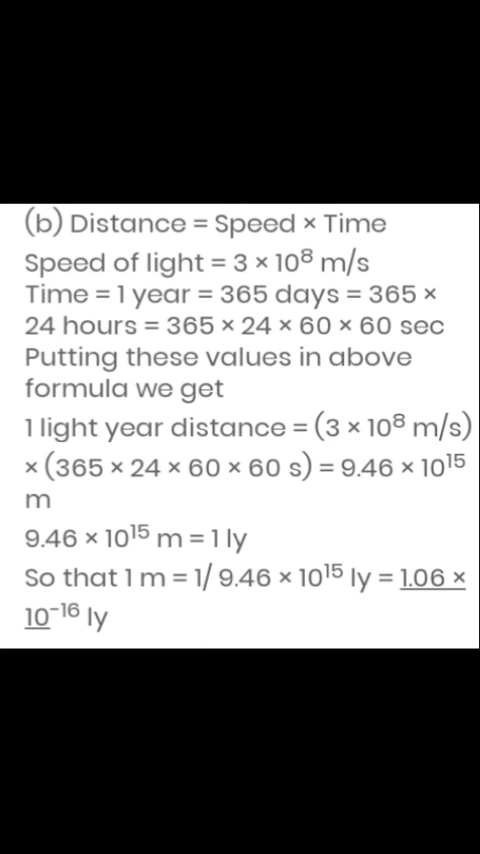 (b) Distance = Speed × Time
Speed of light = 3 × 10⁸ m/s
Time = 1 year = 365 days = 365 ×
24 hours = 365 × 24 × 60 × 60 sec
Putting these values in above
formula we get
1 light year distance = (3 × 10⁸ m/s)
× (365 × 24 × 60 × 60 s) = 9.46 × 10¹⁵
m
9.46 × 10¹⁵ m = 1 ly
So that 1 m = 1/ 9.46 × 10¹⁵ ly = 1.06 ×
10⁻¹⁶ ly